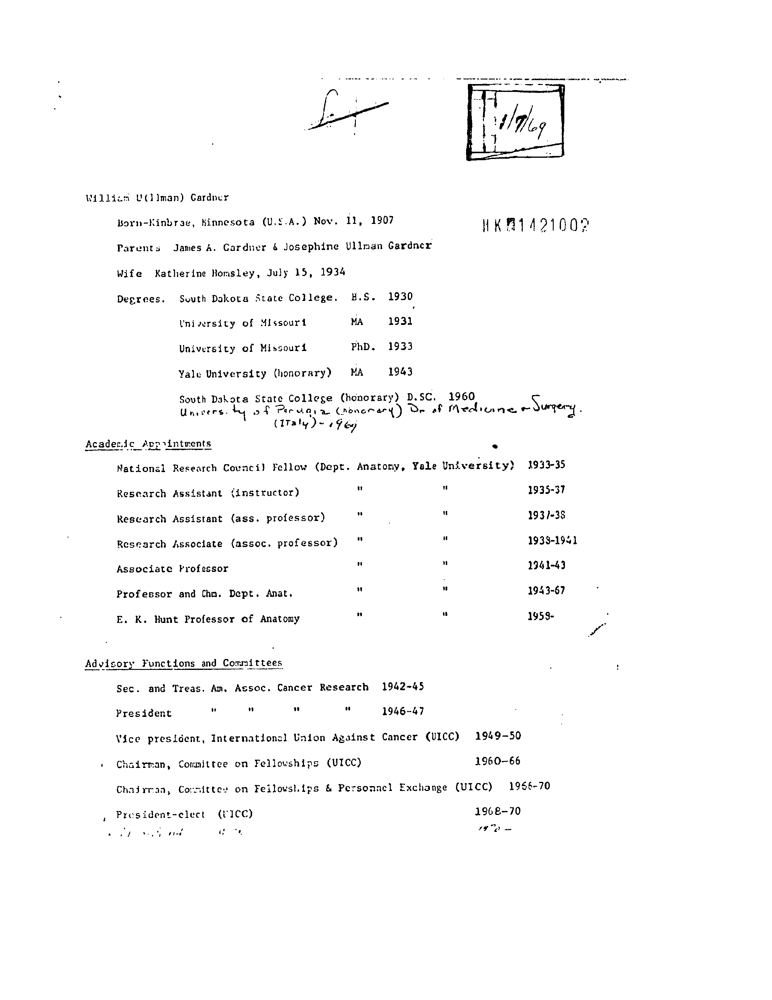 1/7/69
William U(llman) Gardner
Born-Kinbrae, Minnesota (U.S.A.) Nov. 11, 1907
HK01421002
Parents James A. Gardner & Josephine Ullman Gardner
Wife Katherine Homsley, July 15, 1934
Degrees. South Dakota State College. B.S. 1930
University of Missouri MA 1931
University of Missouri PhD. 1933
Yale University (honorary) MA 1943
South Dakota State College (honorary) D.SC. 1960
University of Perugia (honorary) Dr of Medicine & Surgery.
(Italy) - 1969
Academic Appointments
National Research Council Fellow (Dept. Anatomy, Yale University) 1933-35
Research Assistant (instructor) " " 1935-37
Research Assistant (ass. professor) " " 1937-38
Research Associate (assoc. professor) " " 1938-1941
Associate Professor " " 1941-43
Professor and Chm. Dept. Anat. " " 1943-67
E. K. Hunt Professor of Anatomy " " 1958-
Advisory Functions and Committees
Sec. and Treas. Am. Assoc. Cancer Research 1942-45
President " " " " 1946-47
Vice president, International Union Against Cancer (UICC) 1949-50
Chairman, Committee on Fellowships (UICC) 1960-66
Chairman, Committee on Fellowships & Personnel Exchange (UICC) 1966-70
President-elect (UICC) 1968-70
1970 -